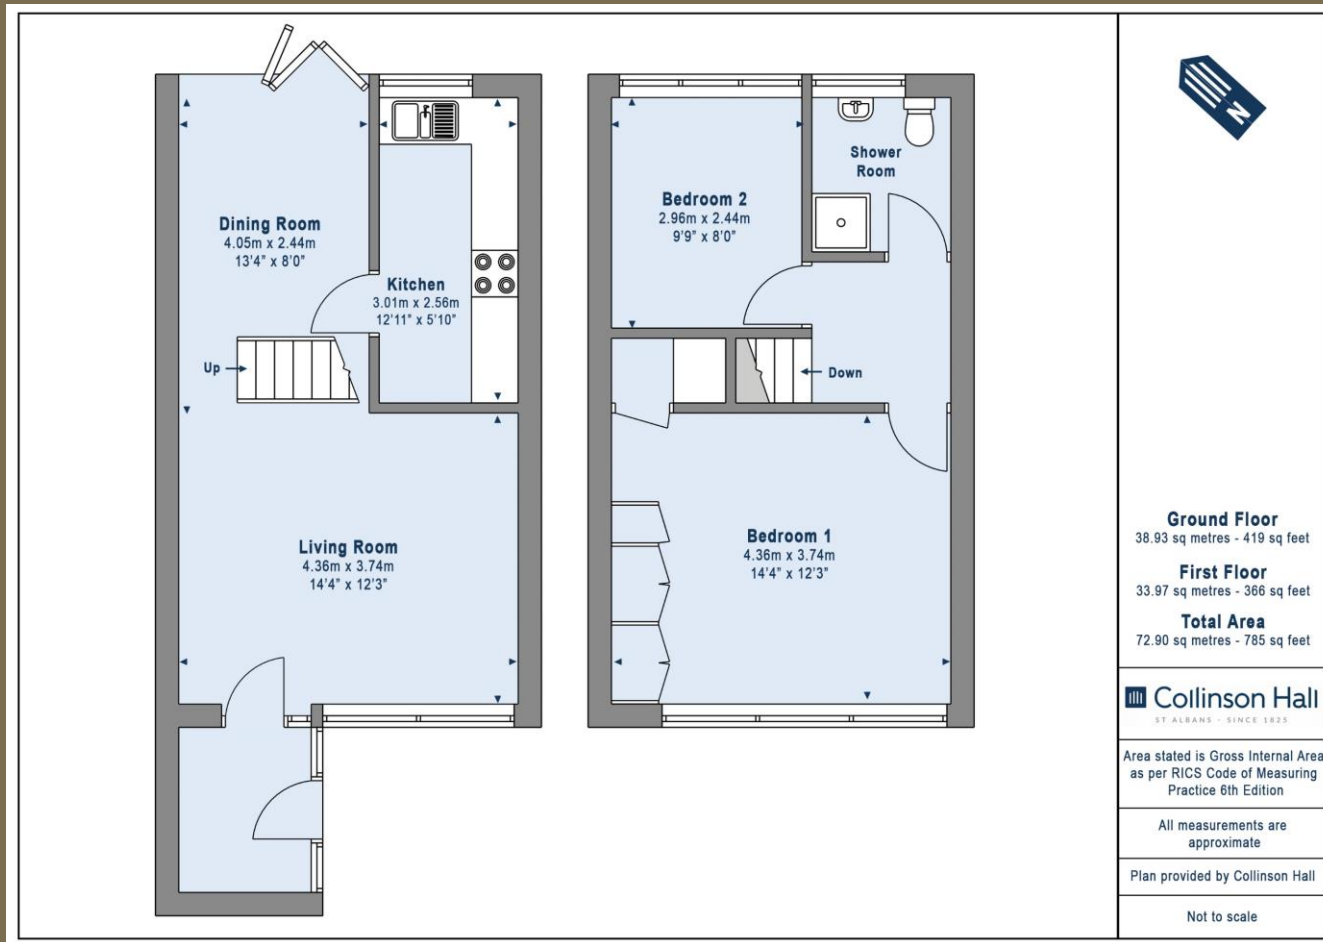 Dining Room
4.05m x 2.44m
13'4" x 8'0"
Kitchen
3.01m x 2.56m
12'11" x 5'10"
Up
Living Room
4.36m x 3.74m
14'4" x 12'3"
Bedroom 2
2.96m x 2.44m
9'9" x 8'0"
Shower
Room
Down
Bedroom 1
4.36m x 3.74m
14'4" x 12'3"
N
Ground Floor
38.93 sq metres - 419 sq feet
First Floor
33.97 sq metres - 366 sq feet
Total Area
72.90 sq metres - 785 sq feet
Collinson Hall
ST ALBANS - SINCE 1825
Area stated is Gross Internal Area
as per RICS Code of Measuring
Practice 6th Edition
All measurements are
approximate
Plan provided by Collinson Hall
Not to scale